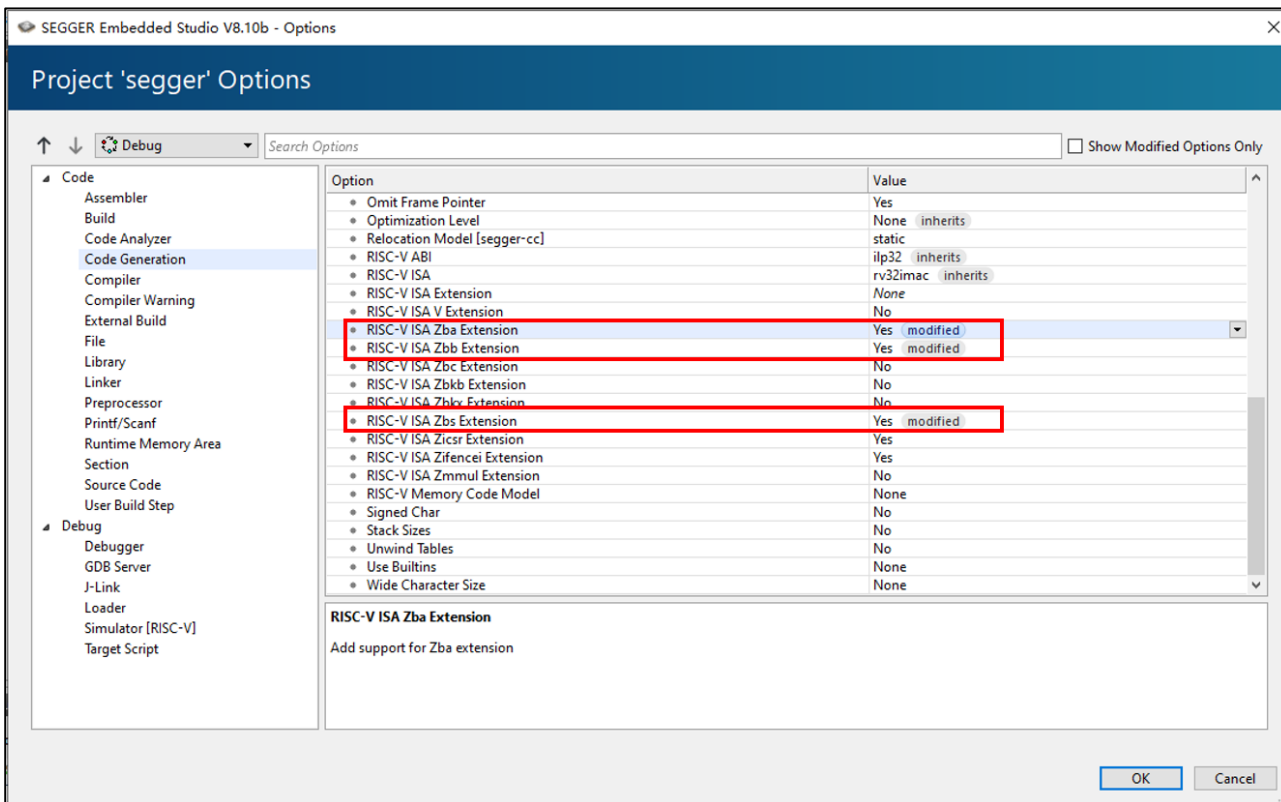 SEGGER Embedded Studio V8.10b - Options
Project 'segger' Options
Debug
Search Options
Show Modified Options Only
Code
Assembler
Build
Code Analyzer
Code Generation
Compiler
Compiler Warning
External Build
File
Library
Linker
Preprocessor
Printf/Scanf
Runtime Memory Area
Section
Source Code
User Build Step
Debug
Debugger
GDB Server
J-Link
Loader
Simulator [RISC-V]
Target Script
Option Value
Omit Frame Pointer Yes
Optimization Level None inherits
Relocation Model [segger-cc] static
RISC-V ABI ilp32 inherits
RISC-V ISA rv32imac inherits
RISC-V ISA Extension None
RISC-V ISA V Extension No
RISC-V ISA Zba Extension Yes modified
RISC-V ISA Zbb Extension Yes modified
RISC-V ISA Zbc Extension No
RISC-V ISA Zbkb Extension No
RISC-V ISA Zbkx Extension No
RISC-V ISA Zbs Extension Yes modified
RISC-V ISA Zicsr Extension Yes
RISC-V ISA Zifencei Extension Yes
RISC-V ISA Zmmul Extension No
RISC-V Memory Code Model None
Signed Char No
Stack Sizes No
Unwind Tables No
Use Builtins None
Wide Character Size None
RISC-V ISA Zba Extension
Add support for Zba extension
OK Cancel